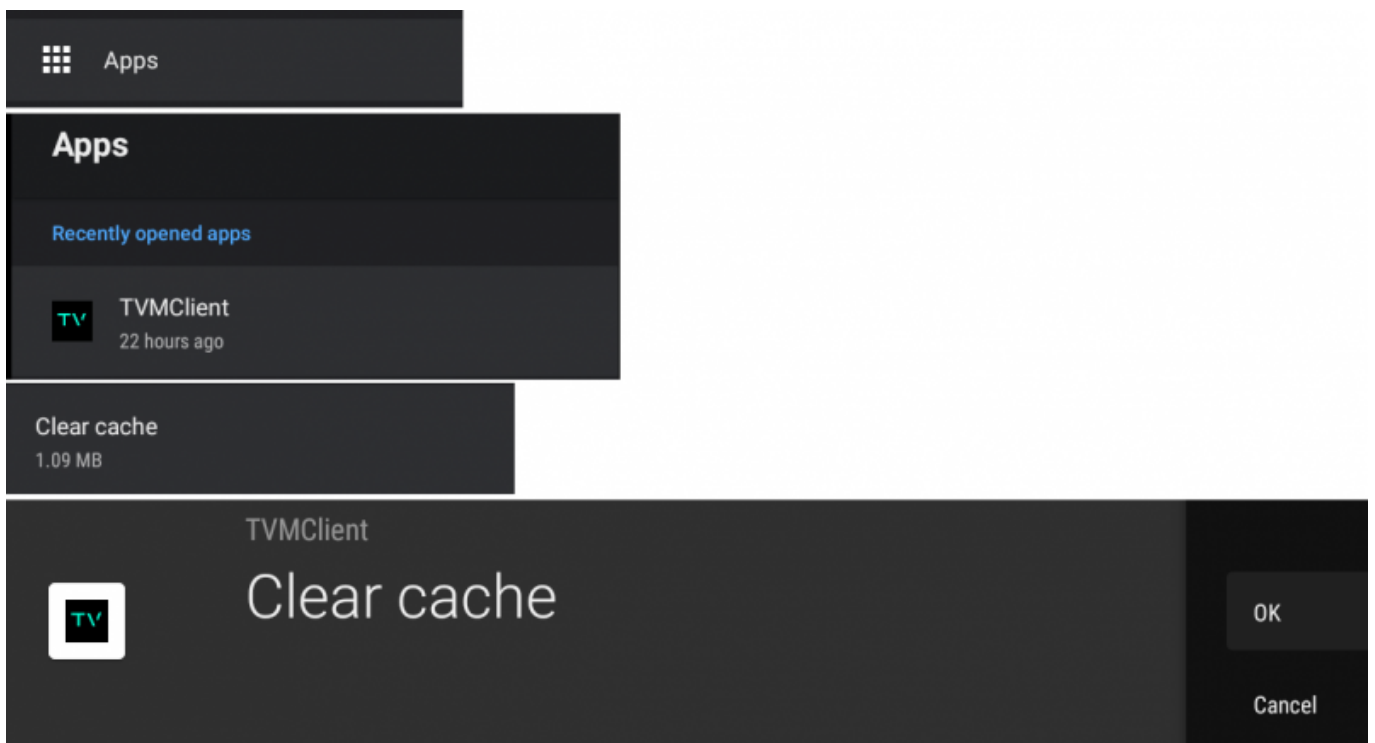 Apps
Apps
Recently opened apps
TV
TVMClient
22 hours ago
Clear cache
1.09 MB
TVMClient
Clear cache
TV
OK
Cancel